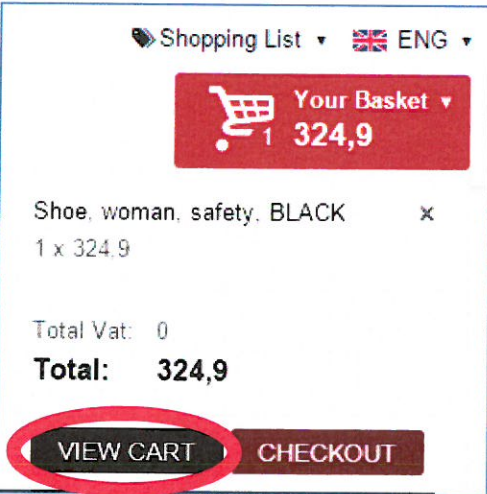 Shopping List ▾ ENG ▾
Your Basket ▾
1 324,9
Shoe, woman, safety, BLACK x
1 x 324,9
Total Vat: 0
Total: 324,9
VIEW CART CHECKOUT